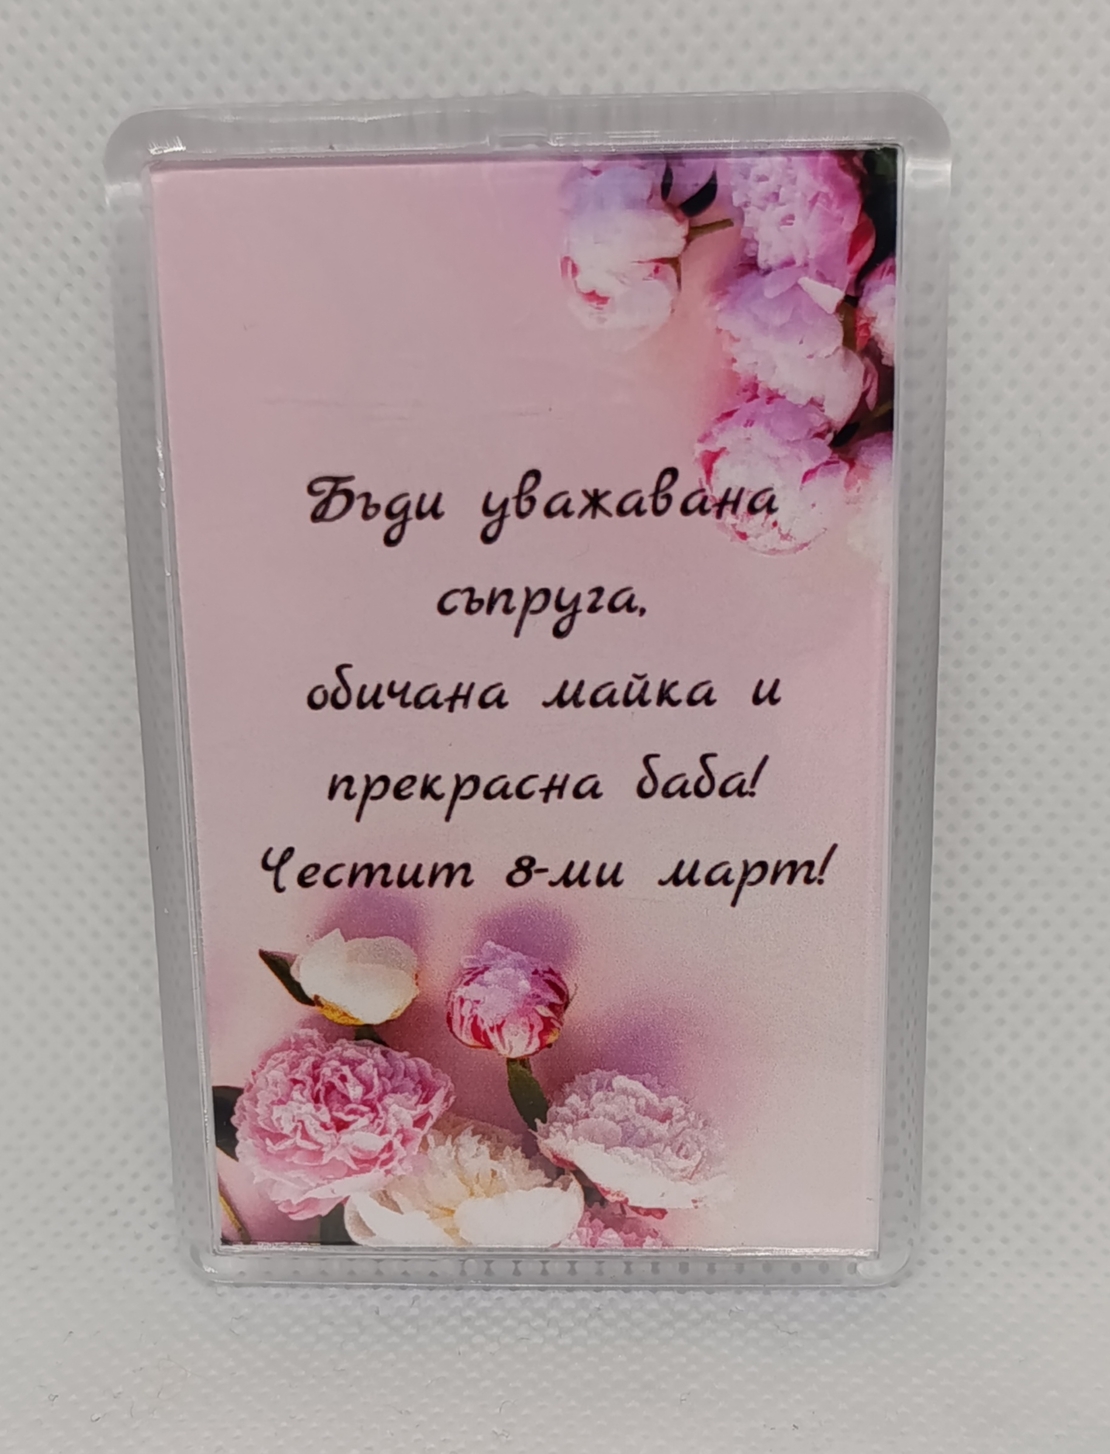 Бъди уважавана
съпруга,
обичана майка и
прекрасна баба!
Честит 8-ми март!